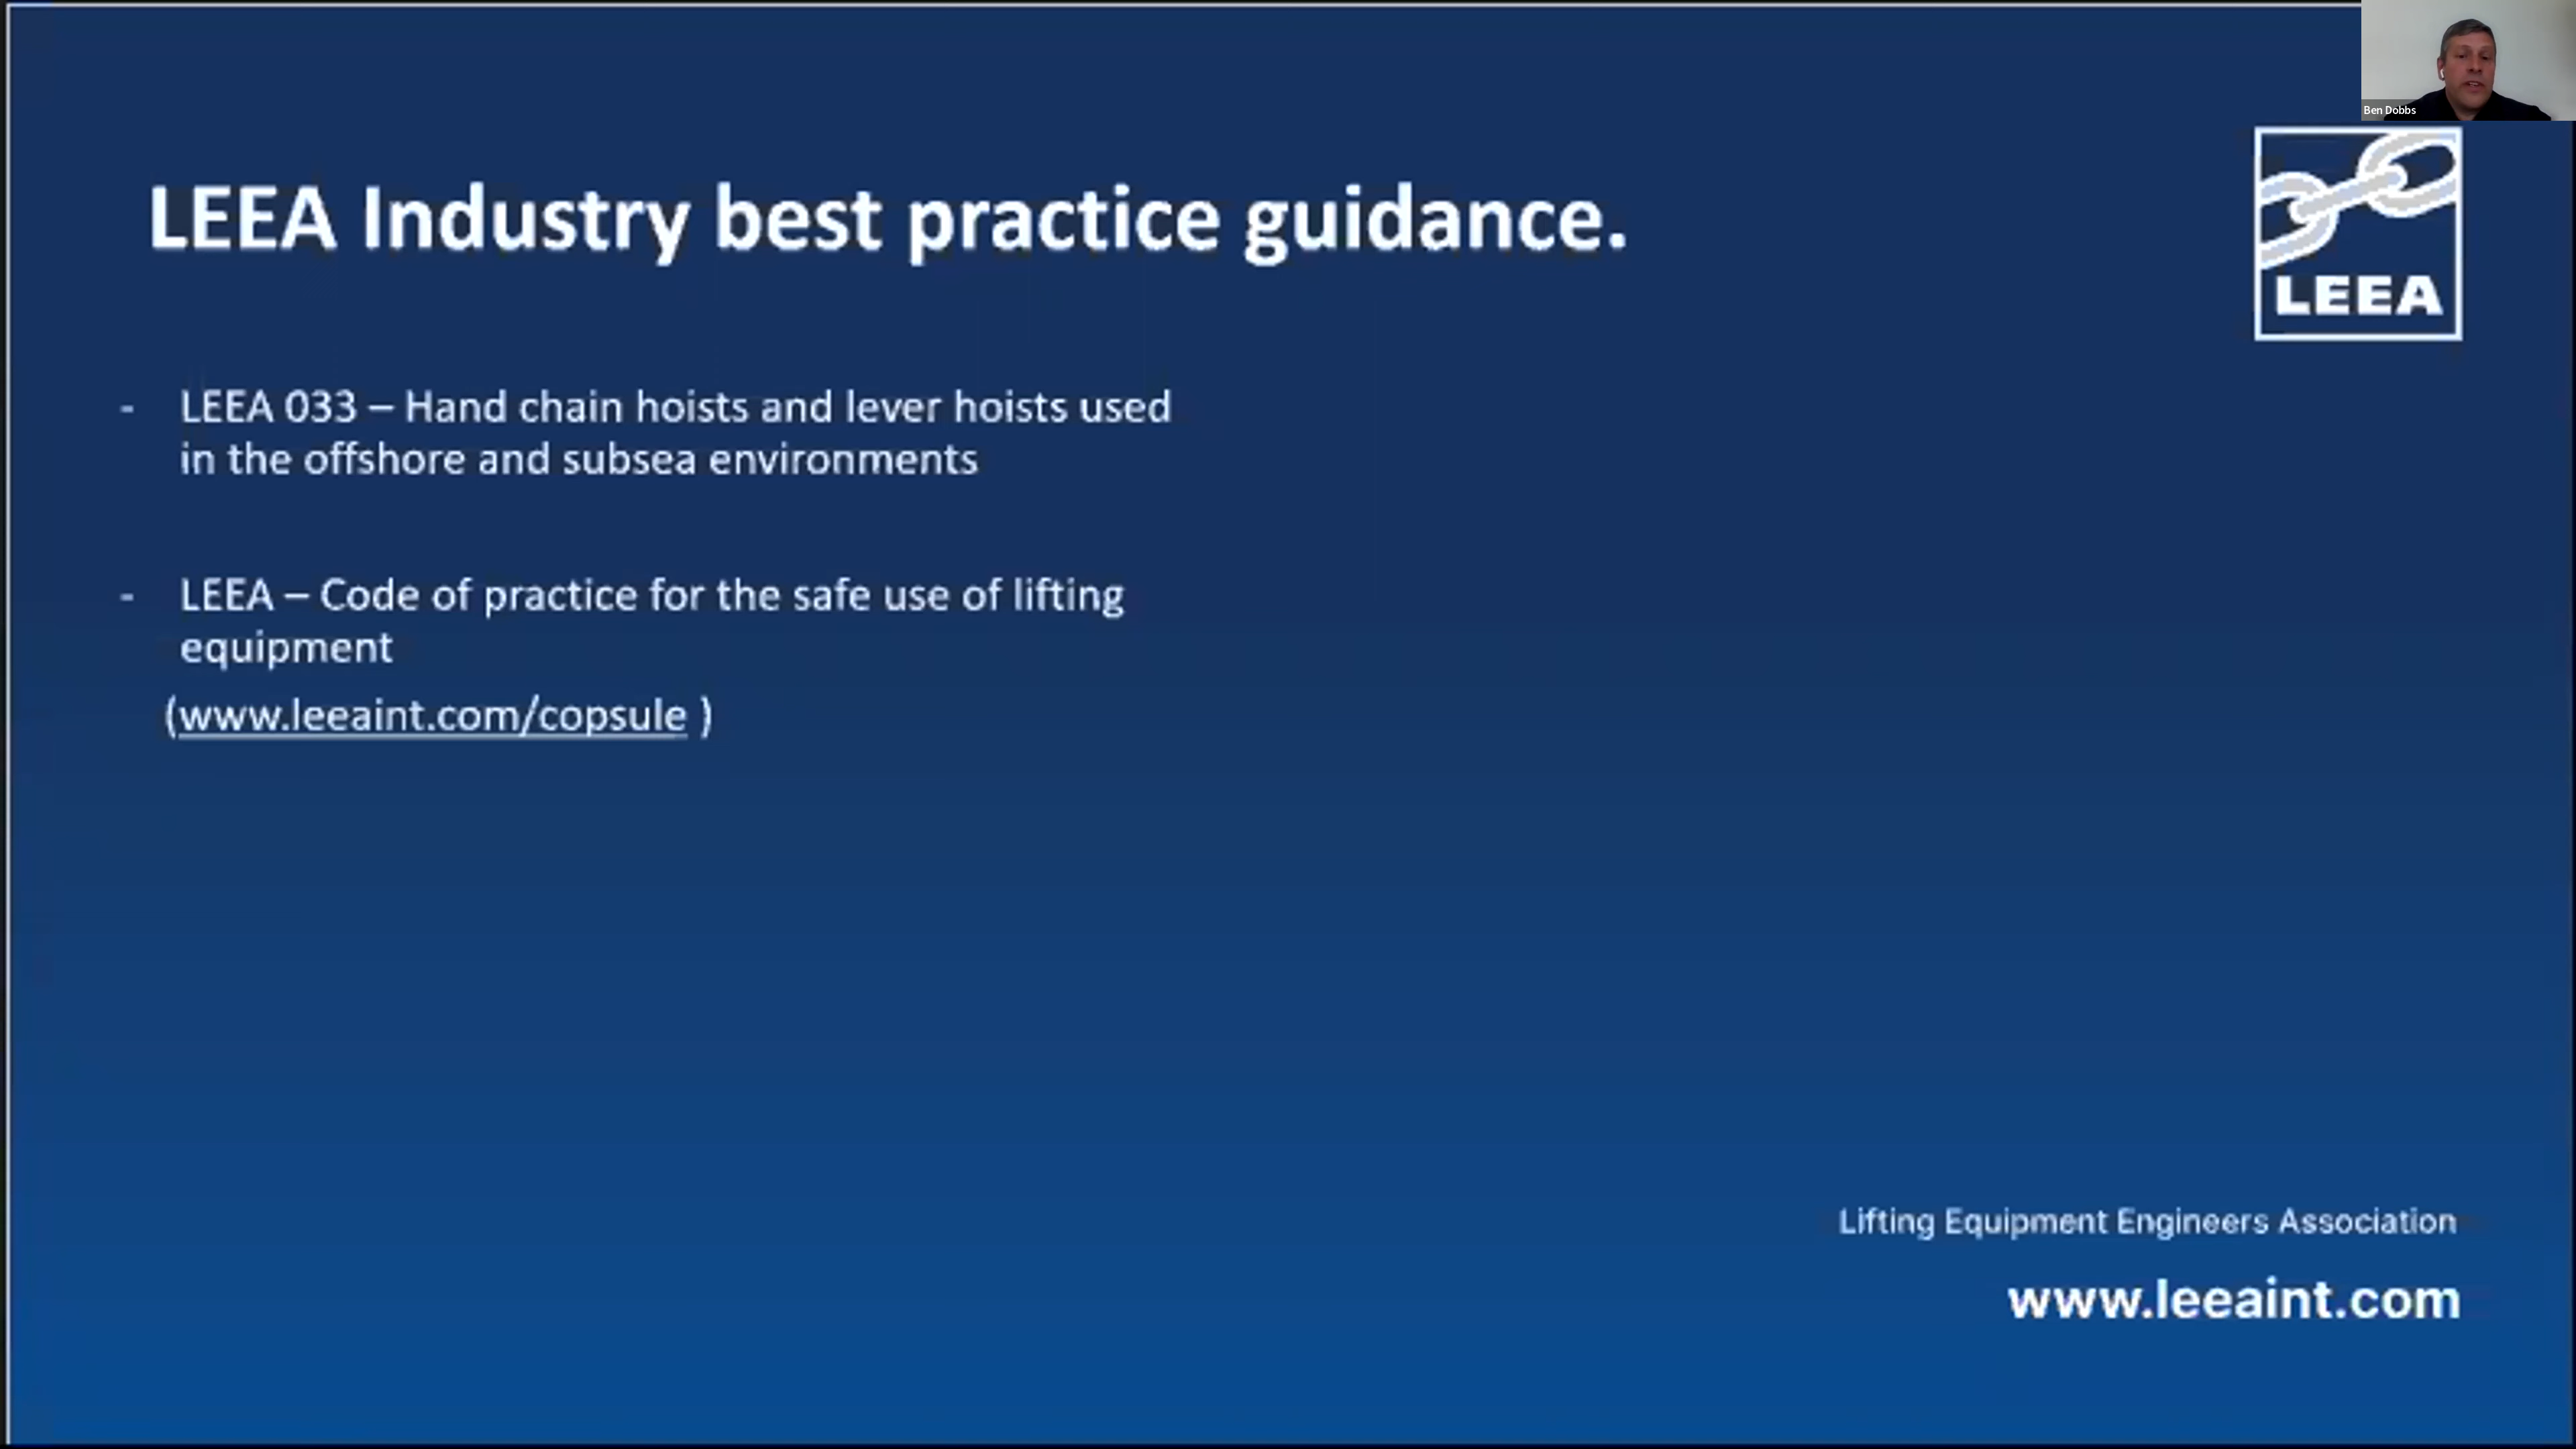 Ben Dobbs
LEEA Industry best practice guidance.
LEEA
- LEEA 033 – Hand chain hoists and lever hoists used
in the offshore and subsea environments
- LEEA – Code of practice for the safe use of lifting
equipment
(www.leeaint.com/copsule )
Lifting Equipment Engineers Association
www.leeaint.com